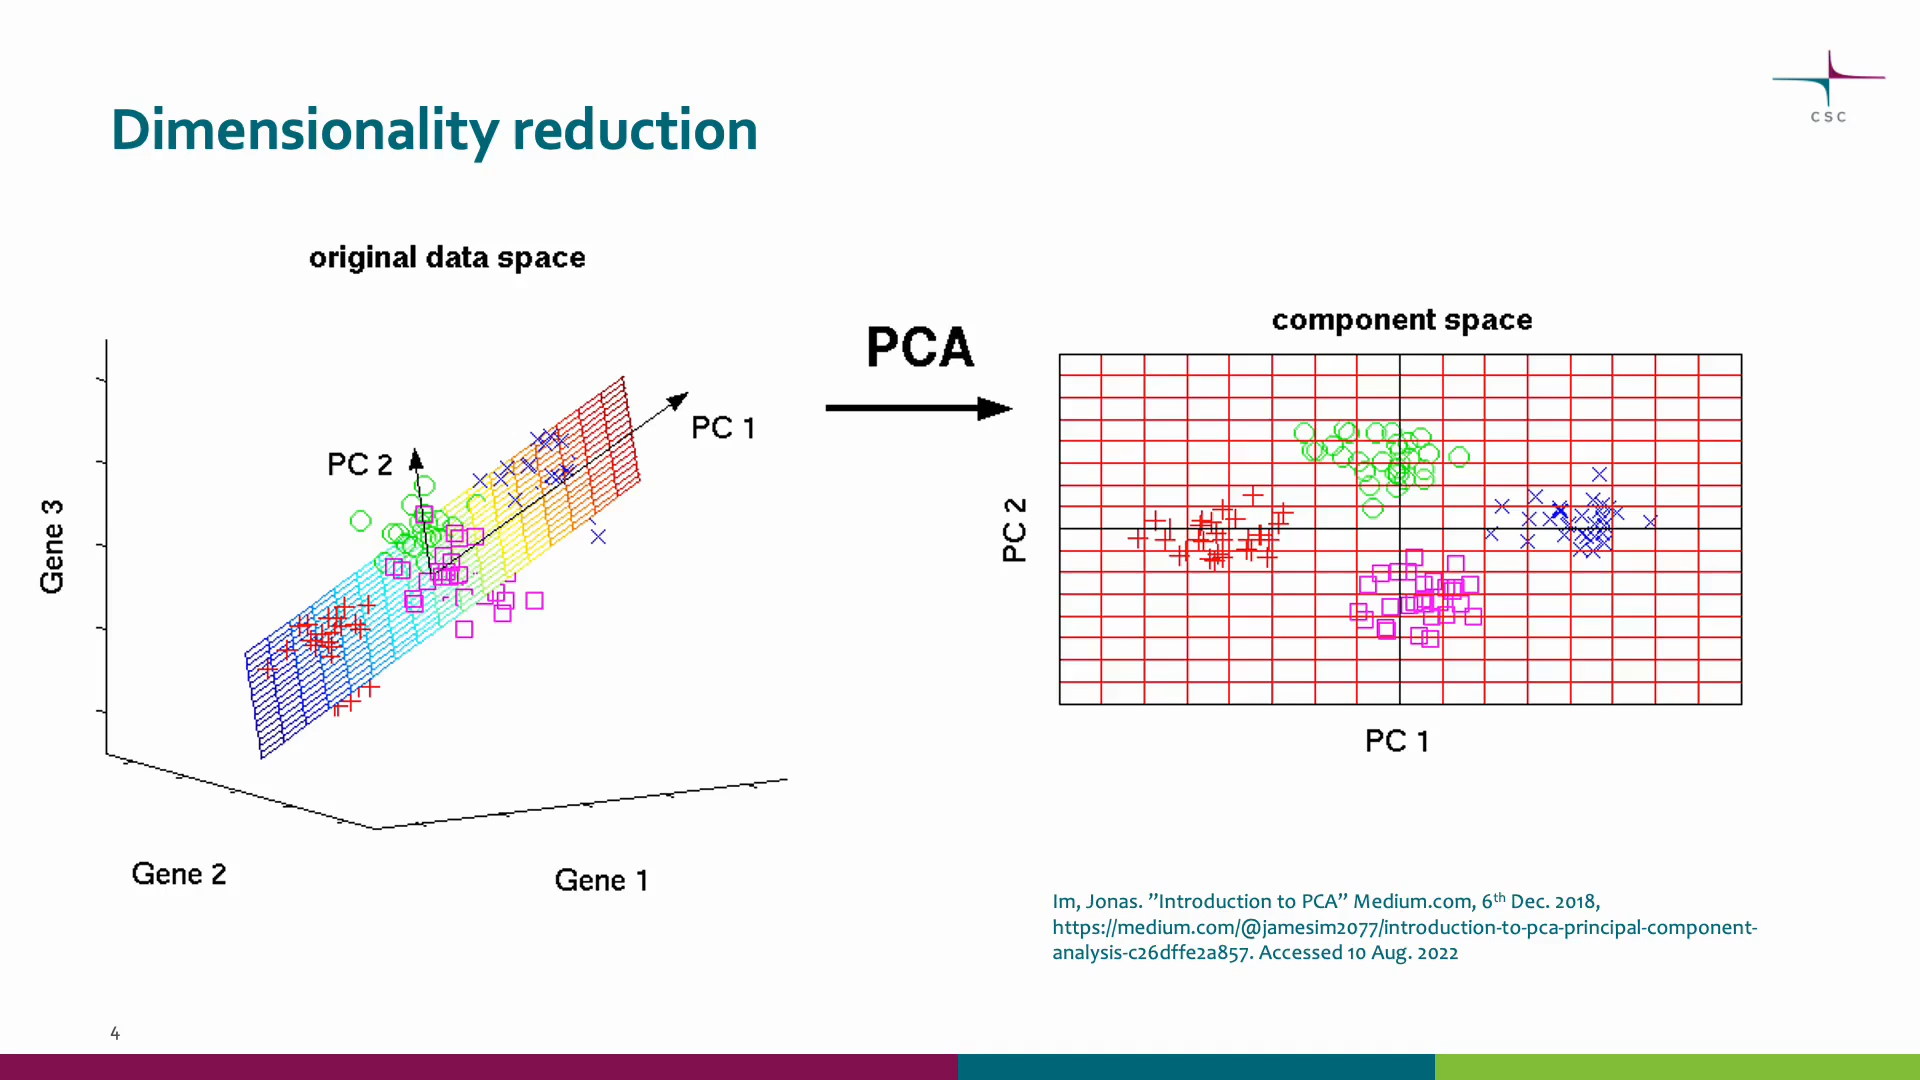 CSC
Dimensionality reduction
original data space
PCA
component space
PC 1
PC 2
Gene 3
Gene 2
Gene 1
PC 2
PC 1
Im, Jonas. ”Introduction to PCA” Medium.com, 6th Dec. 2018,
https://medium.com/@jamesim2077/introduction-to-pca-principal-component-
analysis-c26dffe2a857. Accessed 10 Aug. 2022
4